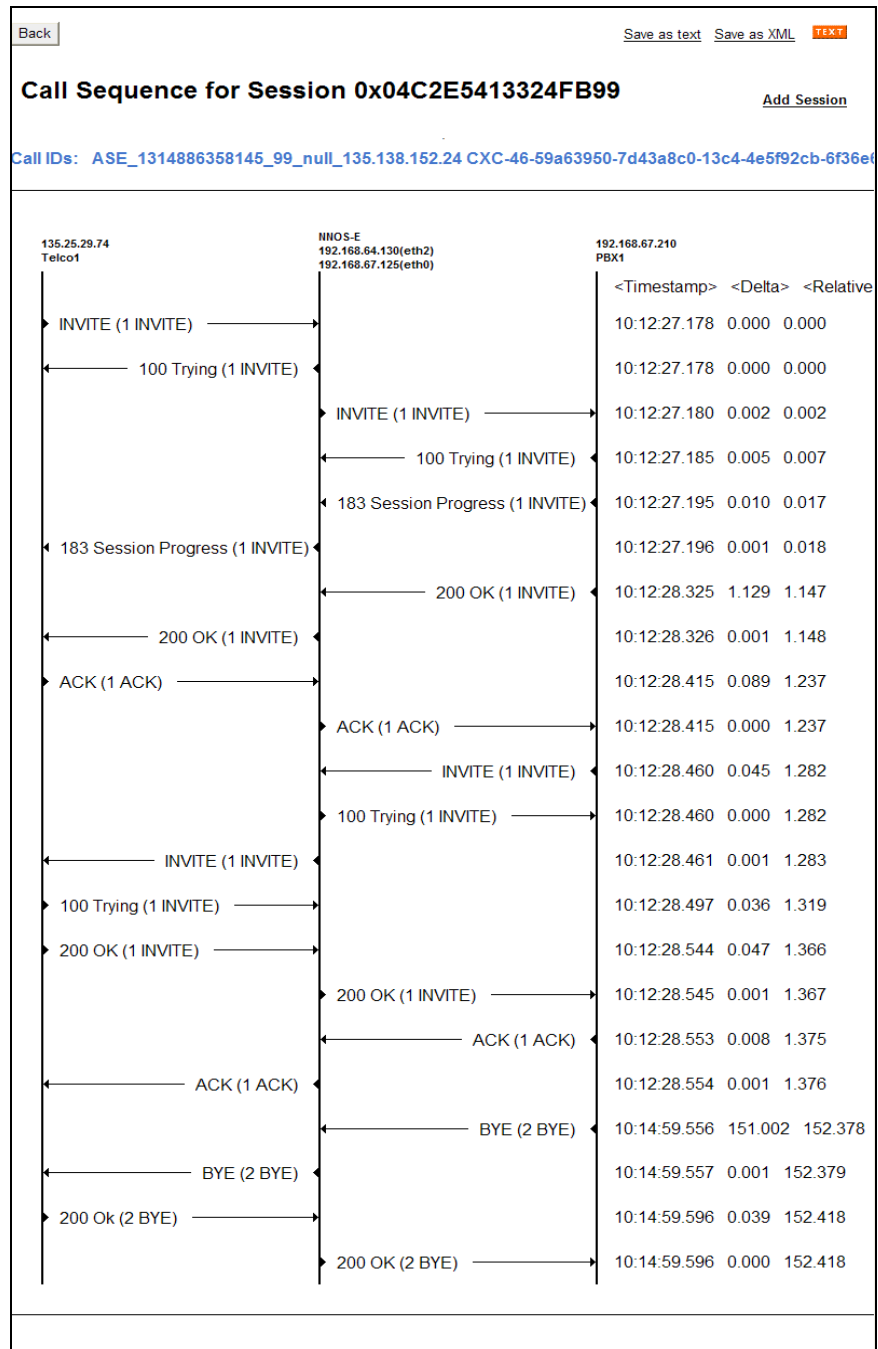 Back
Save as text Save as XML TEXT
Call Sequence for Session 0x04C2E5413324FB99
Add Session
Call IDs: ASE_1314886358145_99_null_135.138.152.24 CXC-46-59a63950-7d43a8c0-13c4-4e5f92cb-6f36e6
135.25.29.74
Telco1
NNOS-E
192.168.64.130(eth2)
192.168.67.125(eth0)
192.168.67.210
PBX1
<Timestamp> <Delta> <Relative
INVITE (1 INVITE) 10:12:27.178 0.000 0.000
100 Trying (1 INVITE) 10:12:27.178 0.000 0.000
INVITE (1 INVITE) 10:12:27.180 0.002 0.002
100 Trying (1 INVITE) 10:12:27.185 0.005 0.007
183 Session Progress (1 INVITE) 10:12:27.195 0.010 0.017
183 Session Progress (1 INVITE) 10:12:27.196 0.001 0.018
200 OK (1 INVITE) 10:12:28.325 1.129 1.147
200 OK (1 INVITE) 10:12:28.326 0.001 1.148
ACK (1 ACK) 10:12:28.415 0.089 1.237
ACK (1 ACK) 10:12:28.415 0.000 1.237
INVITE (1 INVITE) 10:12:28.460 0.045 1.282
100 Trying (1 INVITE) 10:12:28.460 0.000 1.282
INVITE (1 INVITE) 10:12:28.461 0.001 1.283
100 Trying (1 INVITE) 10:12:28.497 0.036 1.319
200 OK (1 INVITE) 10:12:28.544 0.047 1.366
200 OK (1 INVITE) 10:12:28.545 0.001 1.367
ACK (1 ACK) 10:12:28.553 0.008 1.375
ACK (1 ACK) 10:12:28.554 0.001 1.376
BYE (2 BYE) 10:14:59.556 151.002 152.378
BYE (2 BYE) 10:14:59.557 0.001 152.379
200 Ok (2 BYE) 10:14:59.596 0.039 152.418
200 OK (2 BYE) 10:14:59.596 0.000 152.418